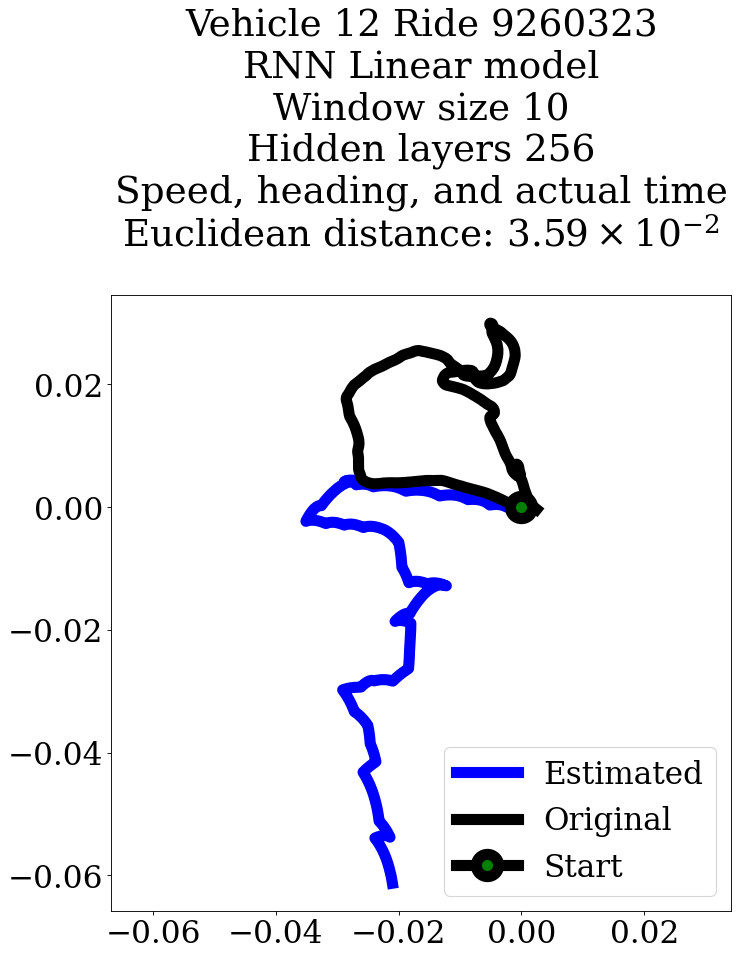 Vehicle 12 Ride 9260323
RNN Linear model
Window size 10
Hidden layers 256
Speed, heading, and actual time
Euclidean distance: 3.59 × 10⁻²
0.02
0.00
−0.02
−0.04
−0.06
Estimated
Original
Start
−0.06 −0.04 −0.02 0.00 0.02